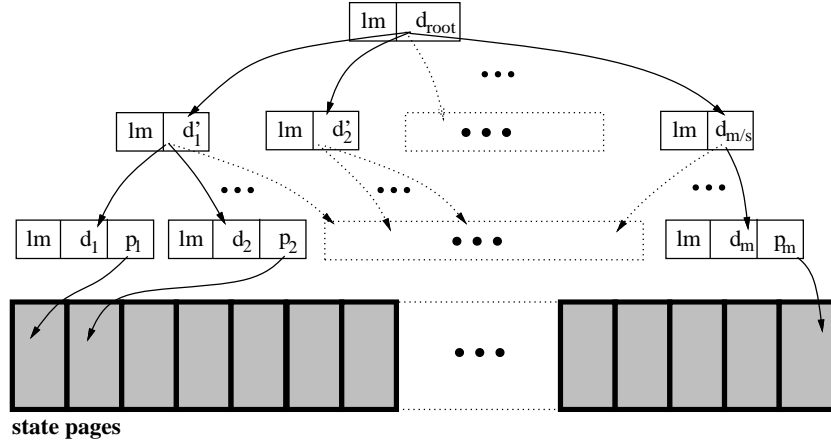 lm d_root
lm d'_1 lm d'_2 lm d_m/s
lm d_1 p_1 lm d_2 p_2 lm d_m p_m
state pages